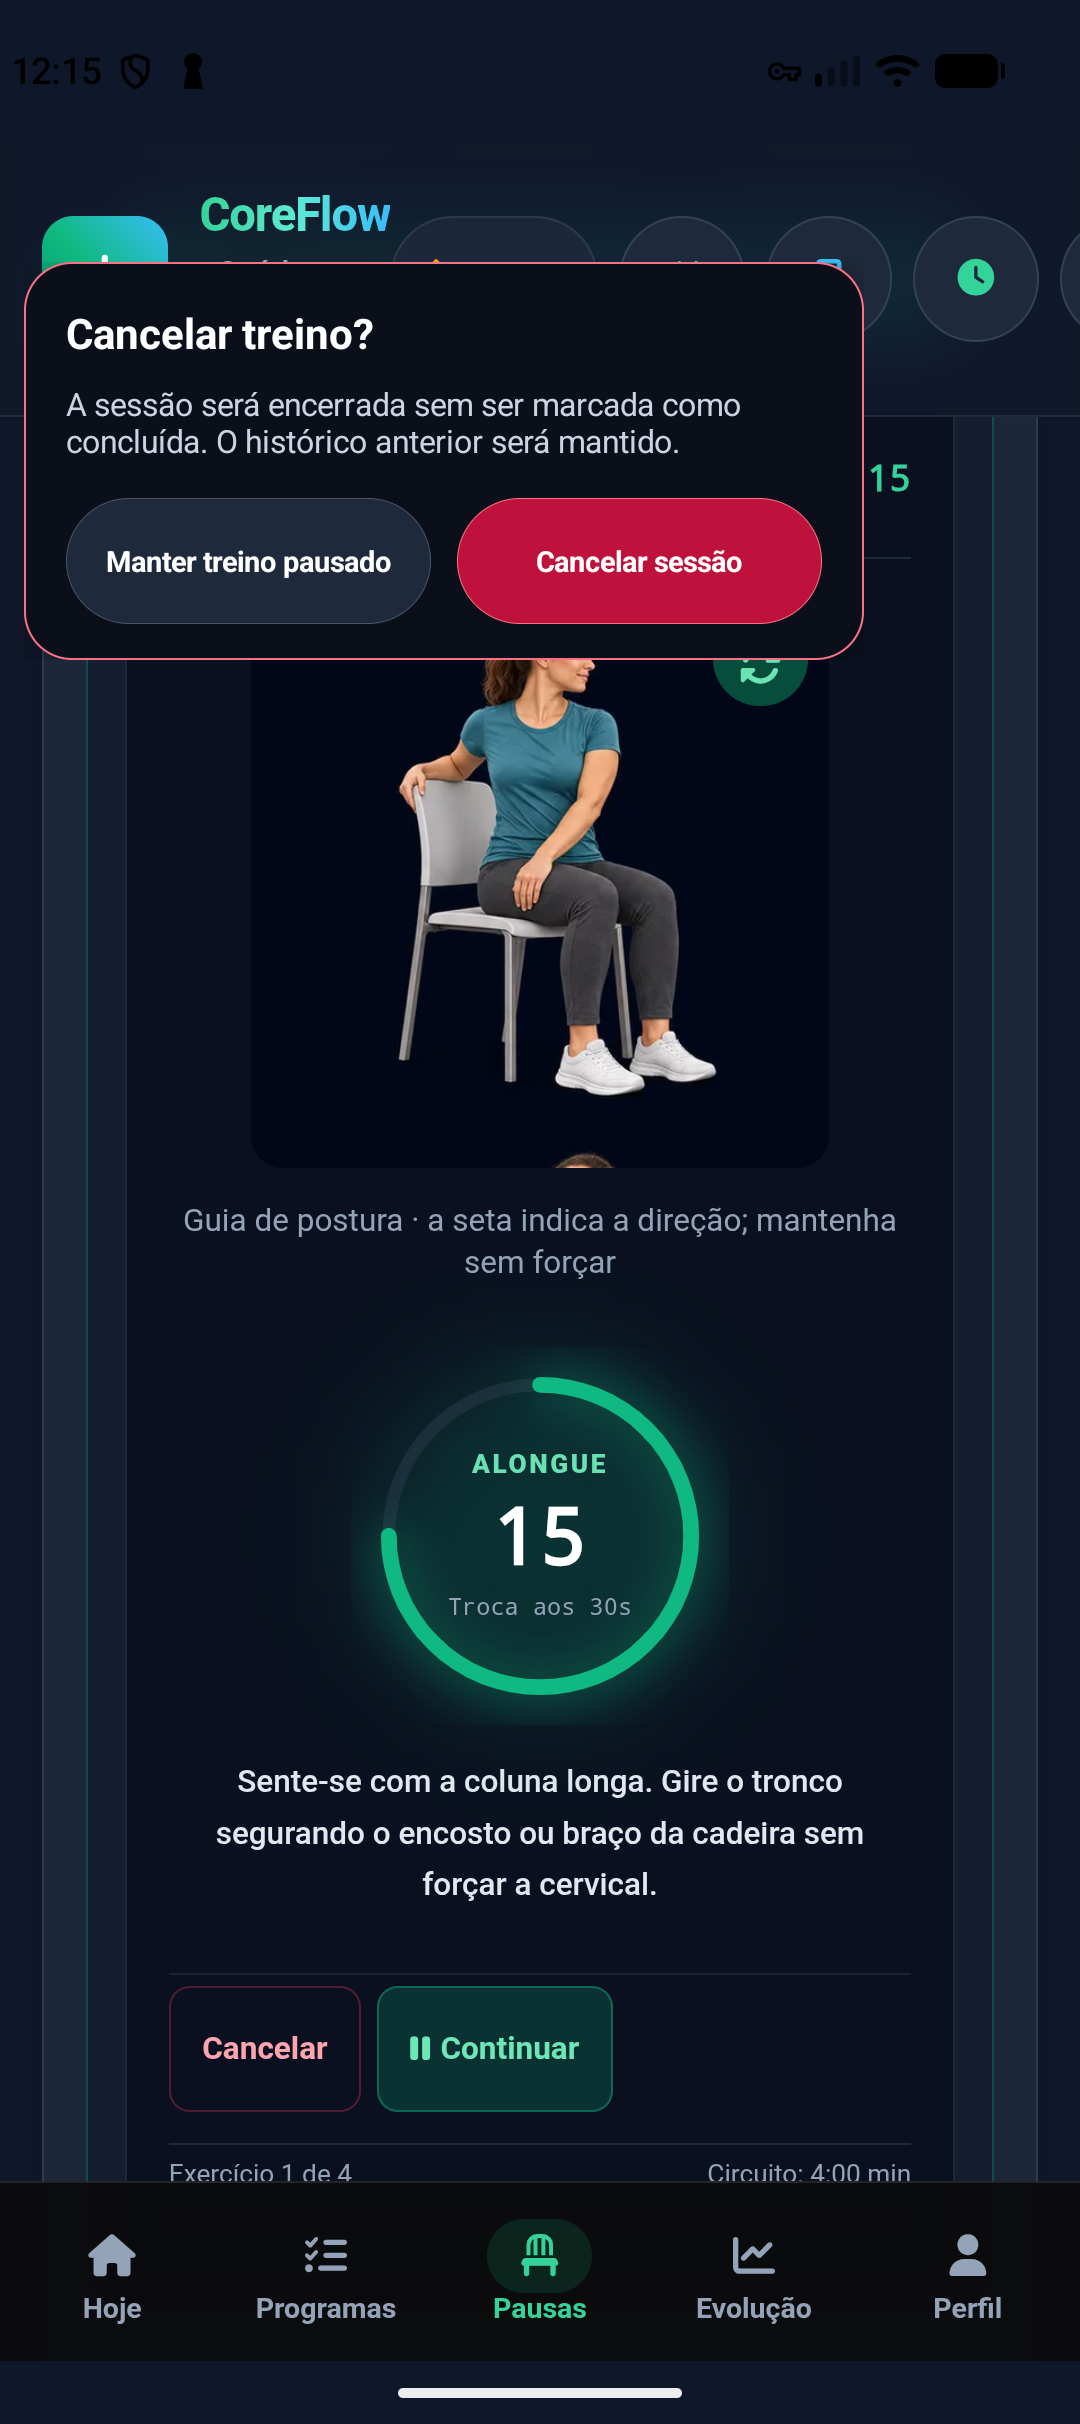 12:15
CoreFlow
Cancelar treino?
A sessão será encerrada sem ser marcada como
concluída. O histórico anterior será mantido.
Manter treino pausado
Cancelar sessão
15
Guia de postura · a seta indica a direção; mantenha
sem forçar
ALONGUE
15
Troca aos 30s
Sente-se com a coluna longa. Gire o tronco
segurando o encosto ou braço da cadeira sem
forçar a cervical.
Cancelar
Continuar
Exercício 1 de 4
Circuito: 4:00 min
Hoje
Programas
Pausas
Evolução
Perfil